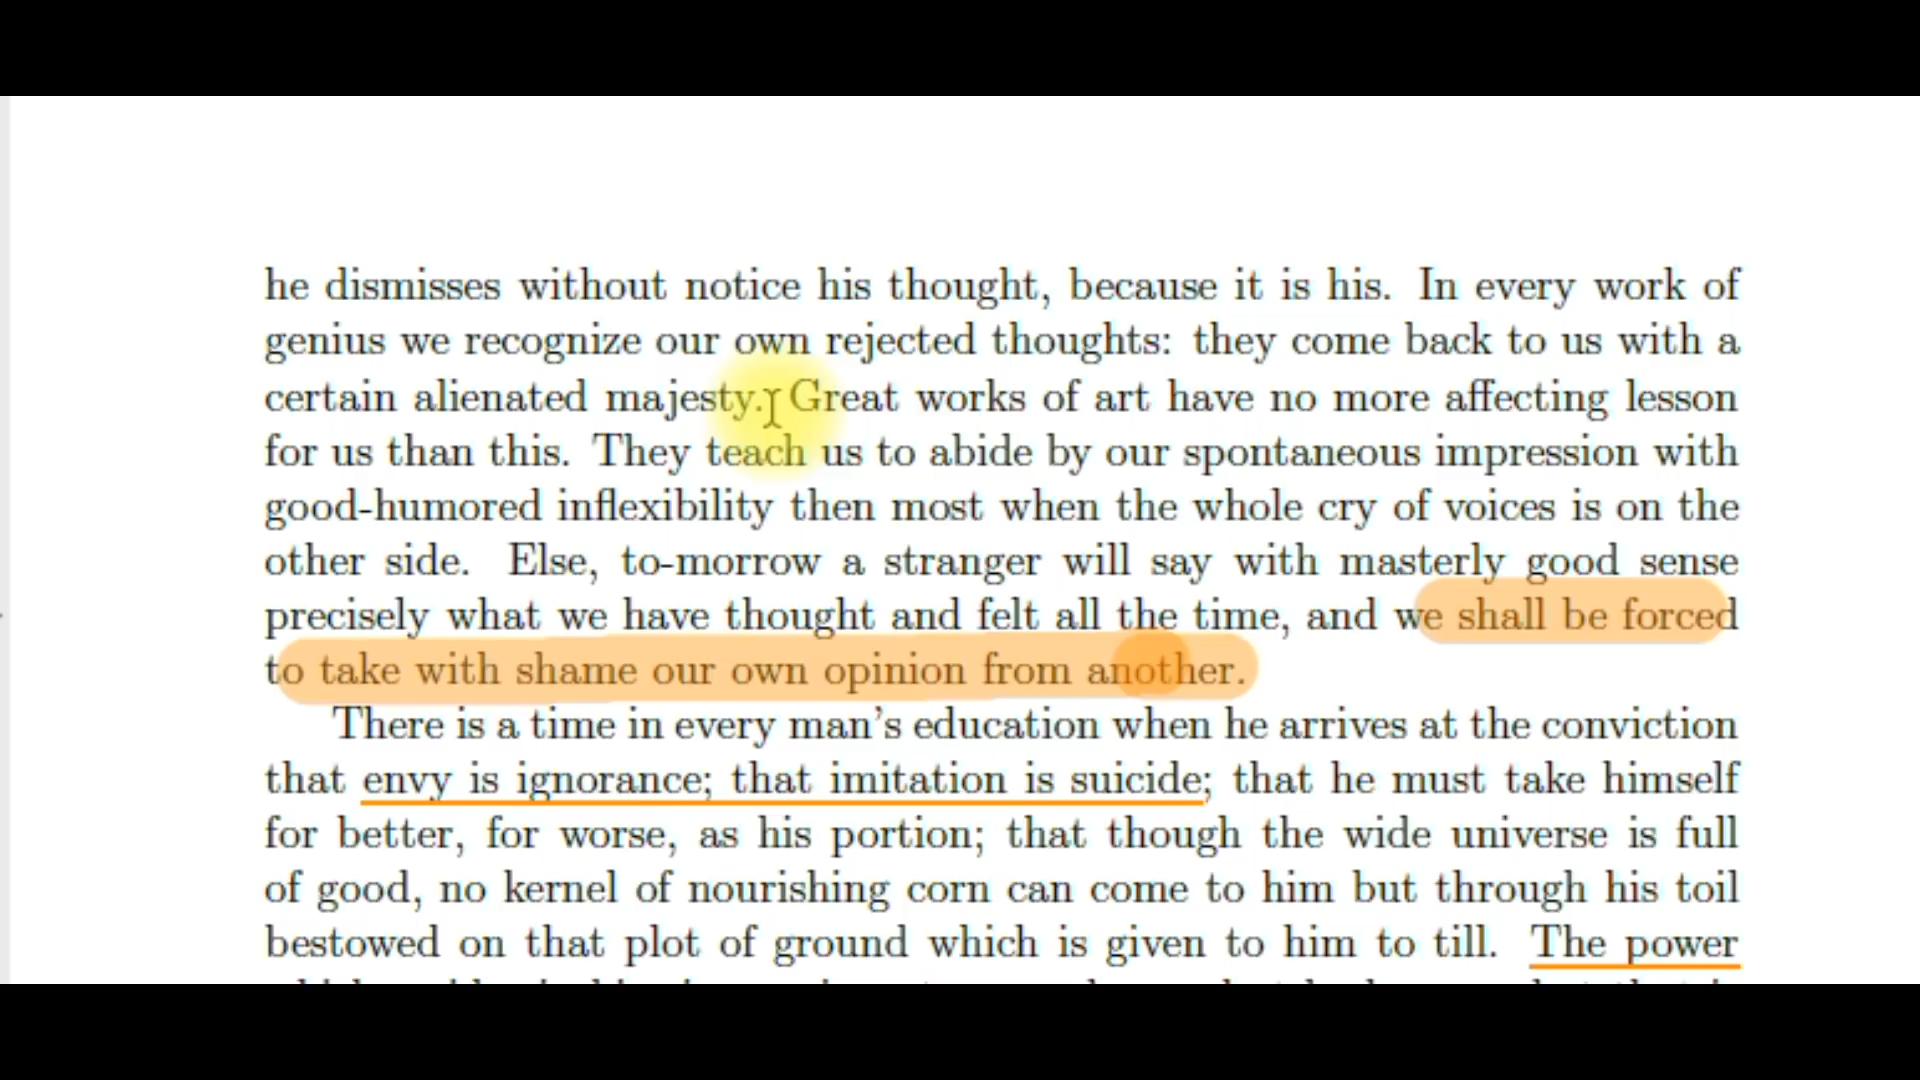 he dismisses without notice his thought, because it is his. In every work of
genius we recognize our own rejected thoughts: they come back to us with a
certain alienated majesty. Great works of art have no more affecting lesson
for us than this. They teach us to abide by our spontaneous impression with
good-humored inflexibility then most when the whole cry of voices is on the
other side. Else, to-morrow a stranger will say with masterly good sense
precisely what we have thought and felt all the time, and we shall be forced
to take with shame our own opinion from another.
There is a time in every man's education when he arrives at the conviction
that envy is ignorance; that imitation is suicide; that he must take himself
for better, for worse, as his portion; that though the wide universe is full
of good, no kernel of nourishing corn can come to him but through his toil
bestowed on that plot of ground which is given to him to till. The power